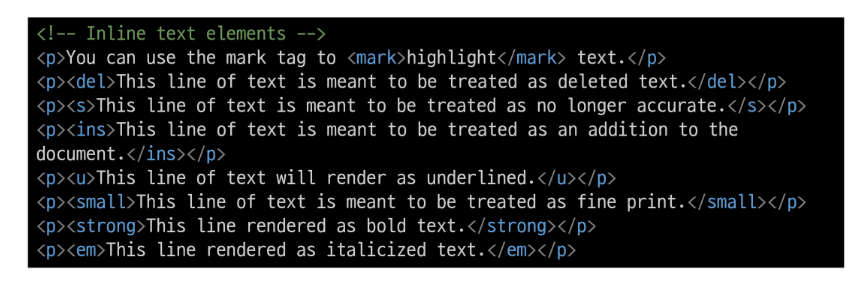 <!-- Inline text elements -->
<p>You can use the mark tag to <mark>highlight</mark> text.</p>
<p><del>This line of text is meant to be treated as deleted text.</del></p>
<p><s>This line of text is meant to be treated as no longer accurate.</s></p>
<p><ins>This line of text is meant to be treated as an addition to the
document.</ins></p>
<p><u>This line of text will render as underlined.</u></p>
<p><small>This line of text is meant to be treated as fine print.</small></p>
<p><strong>This line rendered as bold text.</strong></p>
<p><em>This line rendered as italicized text.</em></p>